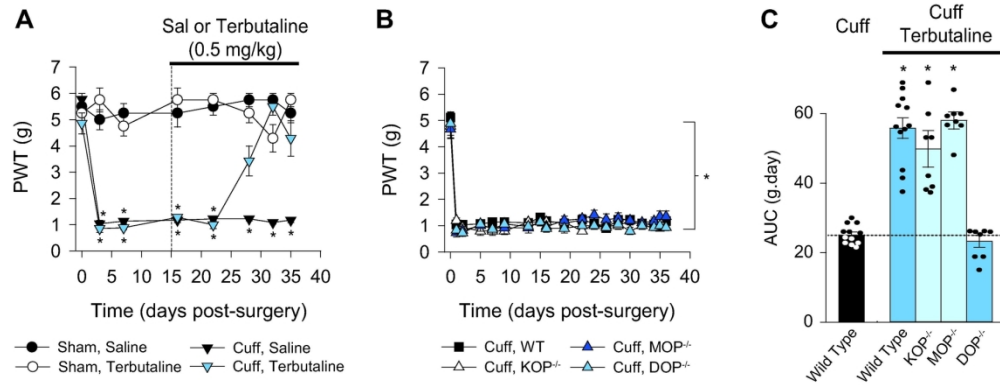 A
Sal or Terbutaline
(0.5 mg/kg)
PWT (g)
7
6
5
4
3
2
1
0
* * * * * * * * * * *
0 5 10 15 20 25 30 35 40
Time (days post-surgery)
Sham, Saline
Sham, Terbutaline
Cuff, Saline
Cuff, Terbutaline
B
PWT (g)
7
6
5
4
3
2
1
0
*
0 5 10 15 20 25 30 35 40
Time (days post-surgery)
Cuff, WT
Cuff, KOP-/-
Cuff, MOP-/-
Cuff, DOP-/-
C
Cuff
Cuff
Terbutaline
* * *
AUC (g.day)
60
40
20
0
Wild Type
Wild Type
KOP-/-
MOP-/-
DOP-/-